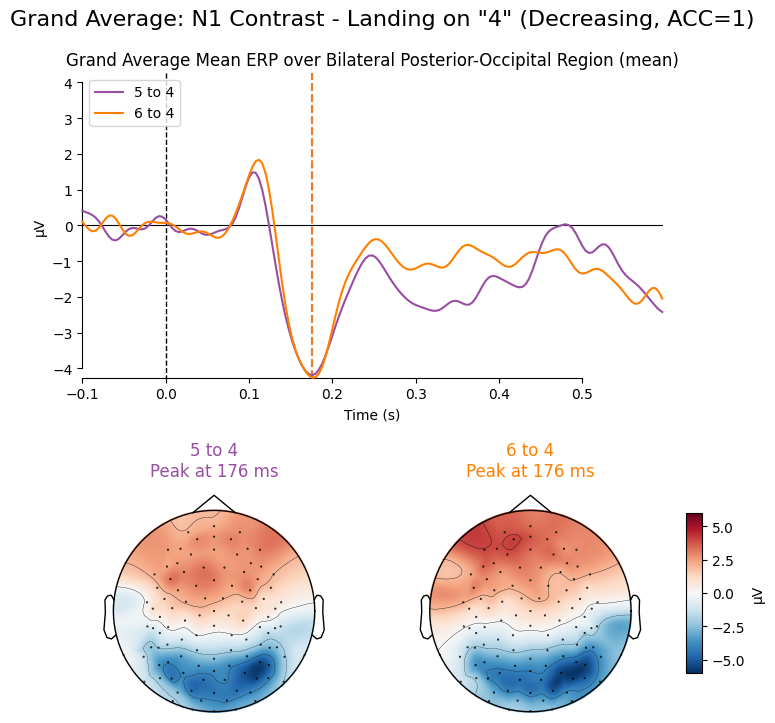 Grand Average: N1 Contrast - Landing on "4" (Decreasing, ACC=1)
Grand Average Mean ERP over Bilateral Posterior-Occipital Region (mean)
5 to 4
6 to 4
4
3
2
1
0
−1
−2
−3
−4
µV
−0.1
0.0
0.1
0.2
0.3
0.4
0.5
Time (s)
5 to 4
Peak at 176 ms
6 to 4
Peak at 176 ms
5.0
2.5
0.0
−2.5
−5.0
µV